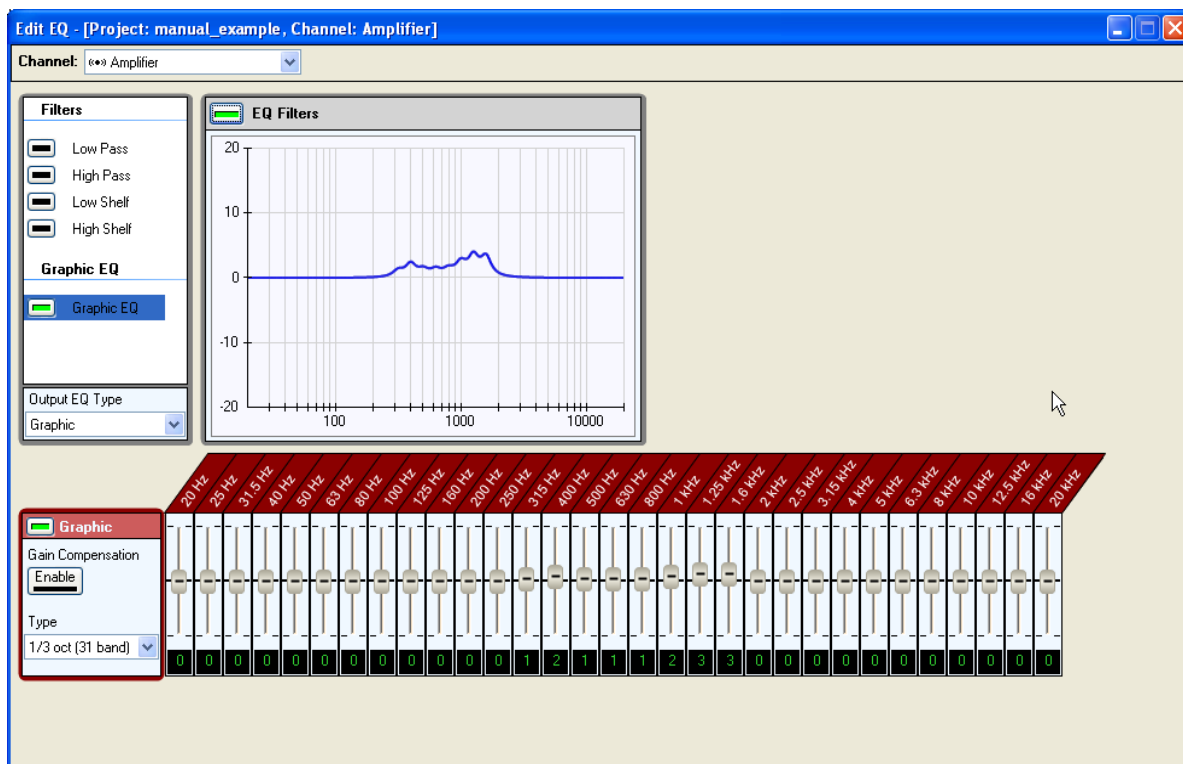 Edit EQ - [Project: manual_example, Channel: Amplifier]
Channel: Amplifier
Filters
Low Pass
High Pass
Low Shelf
High Shelf
Graphic EQ
Graphic EQ
Output EQ Type
Graphic
EQ Filters
20
10
0
-10
-20
100 1000 10000
20 Hz 25 Hz 31.5 Hz 40 Hz 50 Hz 63 Hz 80 Hz 100 Hz 125 Hz 160 Hz 200 Hz 250 Hz 315 Hz 400 Hz 500 Hz 630 Hz 800 Hz 1 kHz 1.25 kHz 1.6 kHz 2 kHz 2.5 kHz 3.15 kHz 4 kHz 5 kHz 6.3 kHz 8 kHz 10 kHz 12.5 kHz 16 kHz 20 kHz
Graphic
Gain Compensation
Enable
Type
1/3 oct (31 band)
0 0 0 0 0 0 0 0 0 0 0 0 1 2 1 1 1 2 3 3 0 0 0 0 0 0 0 0 0 0 0